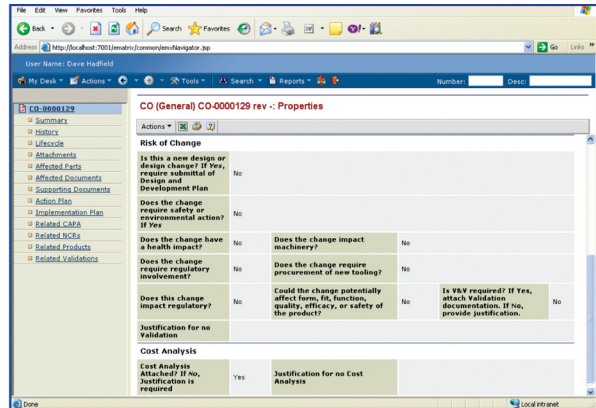 File Edit View Favorites Tools Help
Back Search Favorites
Address http://localhost:7001/ematrix/common/emxNavigator.jsp Go Links »
User Name: Dave Hadfield
My Desk Actions Tools Search Reports Number: Desc:
CO-0000129
Summary
History
Lifecycle
Attachments
Affected Parts
Affected Documents
Supporting Documents
Action Plan
Implementation Plan
Related CAPA
Related NCRs
Related Products
Related Validations
CO (General) CO-0000129 rev -: Properties
Actions
Risk of Change
Is this a new design or
design change? If Yes,
require submittal of
Design and
Development Plan
No
Does the change
require safety or
environmental action?
If Yes
No
Does the change have
a health impact?
No
Does the change impact
machinery?
No
Does the change
require regulatory
involvement?
No
Does the change require
procurement of new tooling?
No
Does this change
impact regulatory?
No
Could the change potentially
affect form, fit, function,
quality, efficacy, or safety of
the product?
No
Is V&V required? If Yes,
attach Validation
documentation. If No,
provide justification.
No
Justification for no
Validation
Cost Analysis
Cost Analysis
Attached? If No,
Justification is
required
Yes
Justification for no Cost
Analysis
Done Local intranet